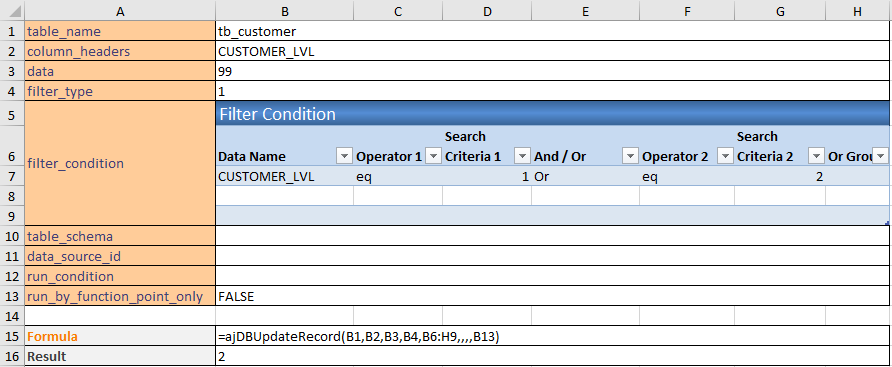 A B C D E F G H
1 table_name tb_customer
2 column_headers CUSTOMER_LVL
3 data 99
4 filter_type 1
5 Filter Condition
filter_condition
Search Search
6 Data Name Operator 1 Criteria 1 And / Or Operator 2 Criteria 2 Or Grou
7 CUSTOMER_LVL eq 1 Or eq 2
8
9
10 table_schema
11 data_source_id
12 run_condition
13 run_by_function_point_only FALSE
14
15 Formula =ajDBUpdateRecord(B1,B2,B3,B4,B6:H9,,,,B13)
16 Result 2